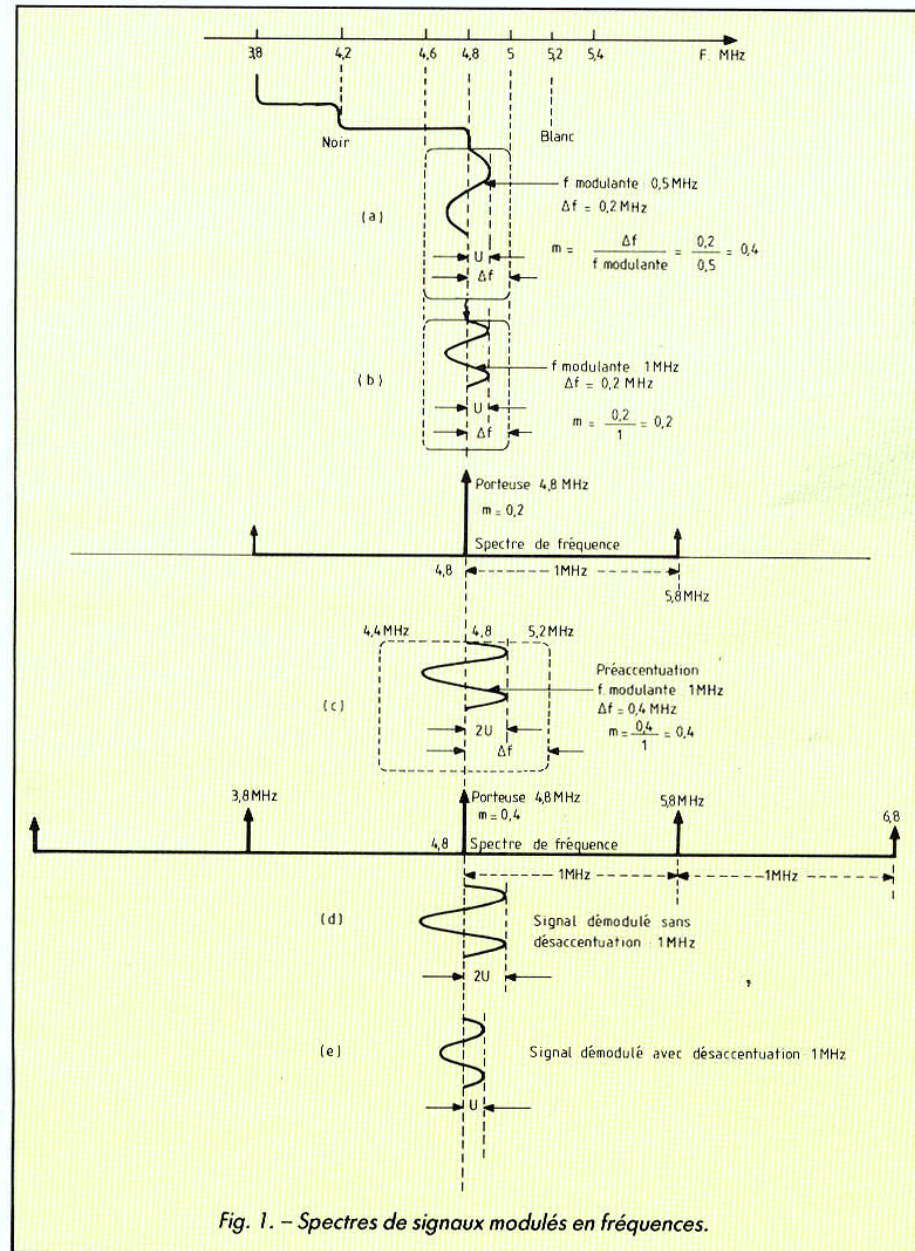 3,8 4,2 4,6 4,8 5 5,2 5,4 F. MHz
Noir
Blanc
(a)
f modulante 0,5 MHz
Δf = 0,2 MHz
m = Δf / f modulante = 0,2 / 0,5 = 0,4
U
Δf
(b)
f modulante 1MHz
Δf = 0,2 MHz
m = 0,2 / 1 = 0,2
U
Δf
Porteuse 4,8 MHz
m = 0,2
Spectre de fréquence
4,8
1MHz
5,8MHz
4,4MHz 4,8 5,2MHz
(c)
Préaccentuation
f. modulante 1MHz
Δf = 0,4 MHz
m = 0,4 / 1 = 0,4
2U
Δf
3,8MHz
Porteuse 4,8MHz
m = 0,4
5,8MHz
6,8
4,8 Spectre de fréquence
1MHz 1MHz
(d)
Signal démodulé sans
désaccentuation : 1MHz
2U
(e)
Signal démodulé avec désaccentuation 1MHz
U
Fig. 1. – Spectres de signaux modulés en fréquences.